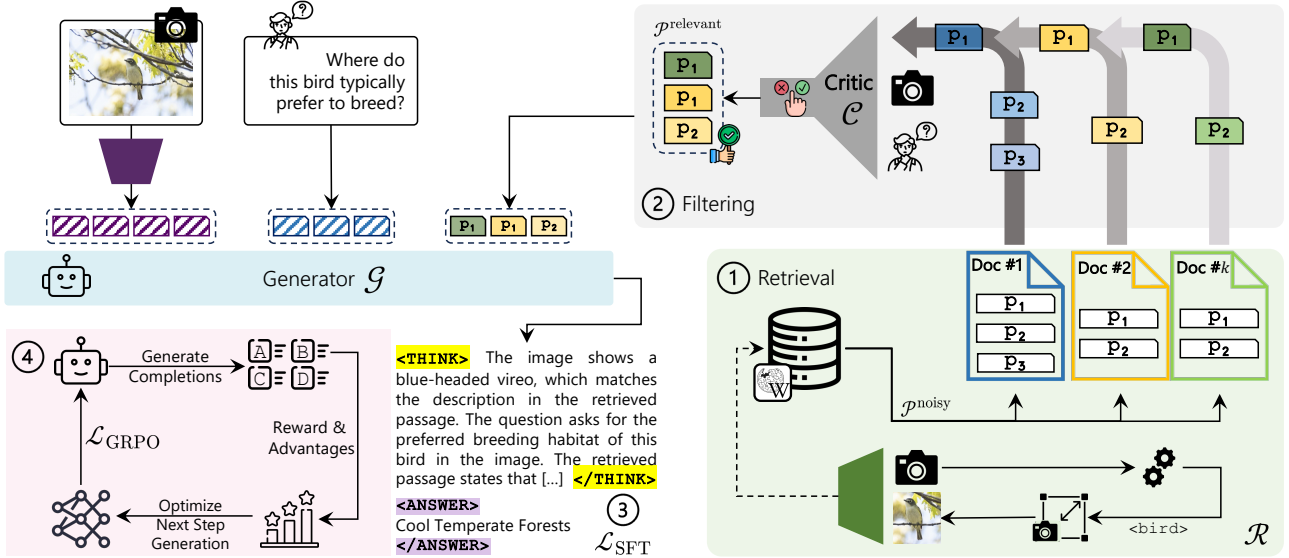 Where do
this bird typically
prefer to breed?
p₁ p₁ p₂
Generator 𝒢
𝒫^relevant
p₁
p₁
p₂
Critic
𝒞
p₁ p₁ p₁
p₂
p₃
p₂
p₂
2 Filtering
1 Retrieval
Doc #1
p₁
p₂
p₃
Doc #2
p₁
p₂
Doc #k
p₁
p₂
W
𝒫^noisy
<bird>
ℛ
4
Generate
Completions
A B
C D
Reward &
Advantages
ℒ_GRPO
Optimize
Next Step
Generation
<THINK> The image shows a
blue-headed vireo, which matches
the description in the retrieved
passage. The question asks for the
preferred breeding habitat of this
bird in the image. The retrieved
passage states that [...] </THINK>
<ANSWER>
Cool Temperate Forests
</ANSWER>
3
ℒ_SFT